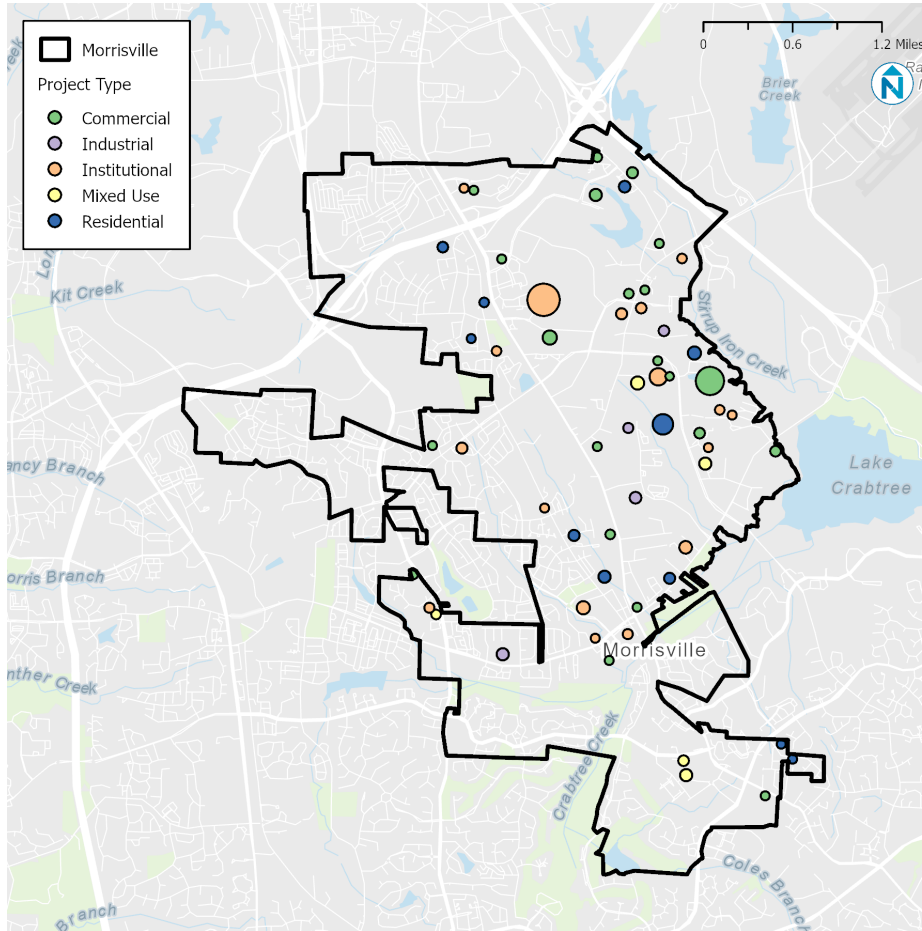 Morrisville
Project Type
Commercial
Industrial
Institutional
Mixed Use
Residential
0 0.6 1.2 Miles
N
Brier
Creek
Kit Creek
Stirrup Iron Creek
Lake
Crabtree
ancy Branch
orris Branch
nther Creek
Morrisville
Crabtree Creek
Coles Branch
Branch